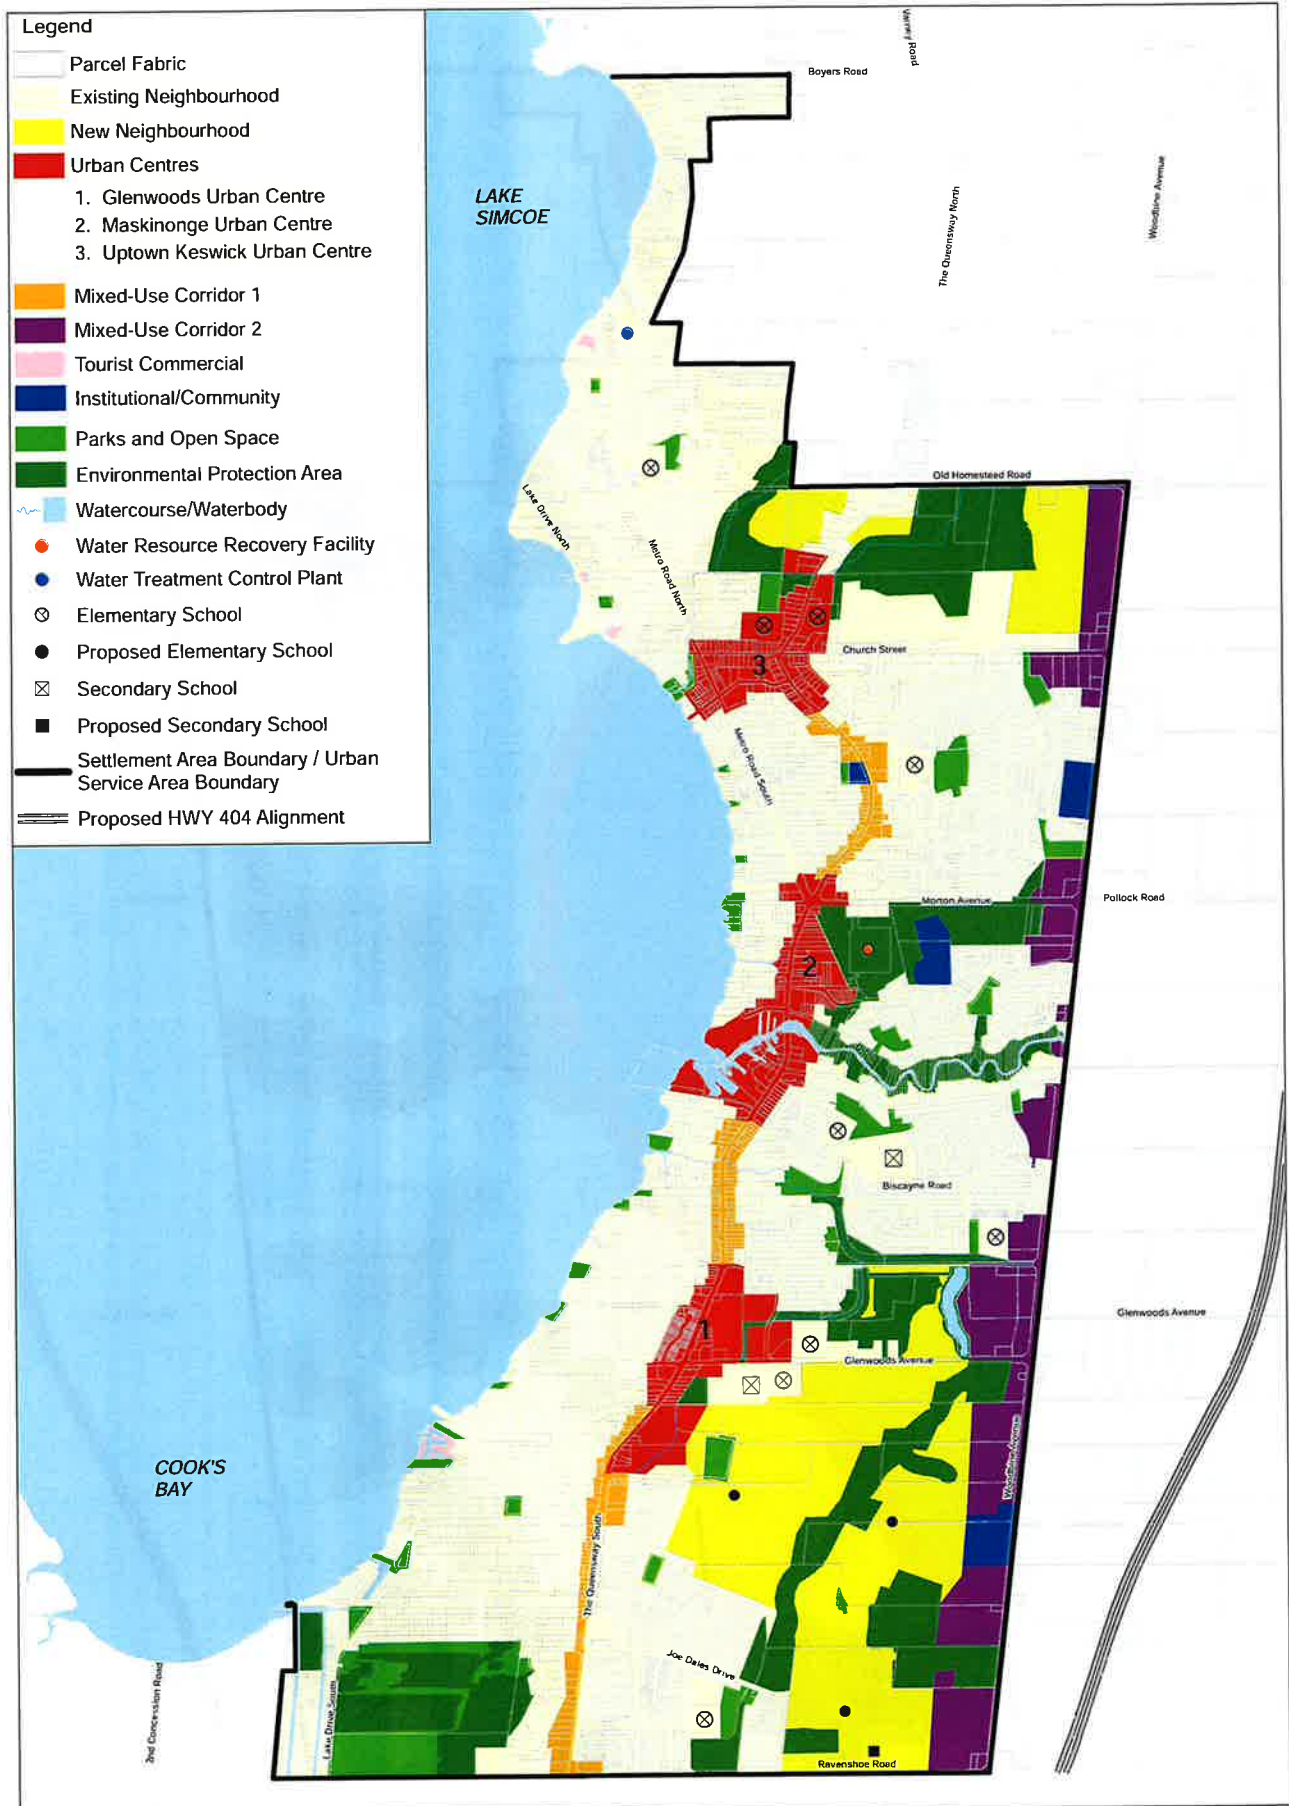 Legend
Parcel Fabric
Existing Neighbourhood
New Neighbourhood
Urban Centres
1. Glenwoods Urban Centre
2. Maskinonge Urban Centre
3. Uptown Keswick Urban Centre
Mixed-Use Corridor 1
Mixed-Use Corridor 2
Tourist Commercial
Institutional/Community
Parks and Open Space
Environmental Protection Area
Watercourse/Waterbody
Water Resource Recovery Facility
Water Treatment Control Plant
Elementary School
Proposed Elementary School
Secondary School
Proposed Secondary School
Settlement Area Boundary / Urban
Service Area Boundary
Proposed HWY 404 Alignment
Boyers Road
Warner Road
LAKE
SIMCOE
The Queensway North
Woodbine Avenue
Old Homestead Road
Lake Drive North
Metro Road North
Church Street
3
Metro Road South
Morton Avenue
Pollock Road
2
Biscayne Road
Glenwoods Avenue
1
Glenwoods Avenue
Woodbine Avenue
COOK'S
BAY
The Queensway South
Joe Dales Drive
2nd Concession Road
Lake Drive South
Ravenshoe Road